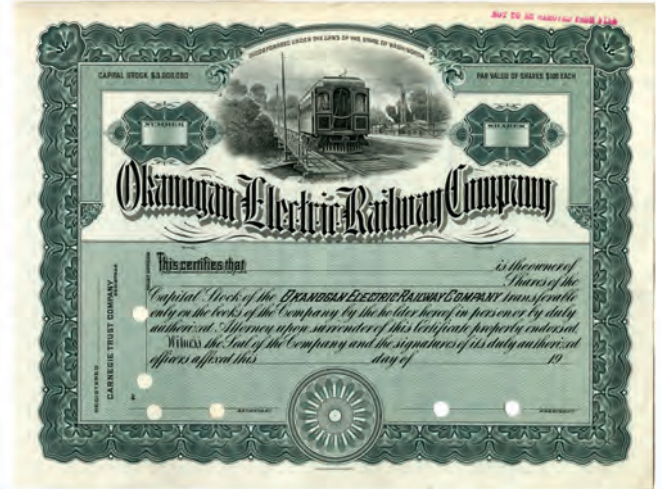 NOT TO BE REMOVED FROM FILE
INCORPORATED UNDER THE LAWS OF THE STATE OF WASHINGTON
CAPITAL STOCK $3,000,000
PAR VALUE OF SHARES $100 EACH
NUMBER
SHARES
Okanogan Electric Railway Company
This certifies that is the owner of
Shares of the
Capital Stock of the OKANOGAN ELECTRIC RAILWAY COMPANY transferable
only on the books of the Company by the holder hereof in person or by duly
authorized Attorney upon surrender of this Certificate properly endorsed.
Witness the Seal of the Company and the signatures of its duly authorized
officers affixed this day of 19
REGISTERED
CARNEGIE TRUST COMPANY
REGISTRAR
BY
SECRETARY
PRESIDENT